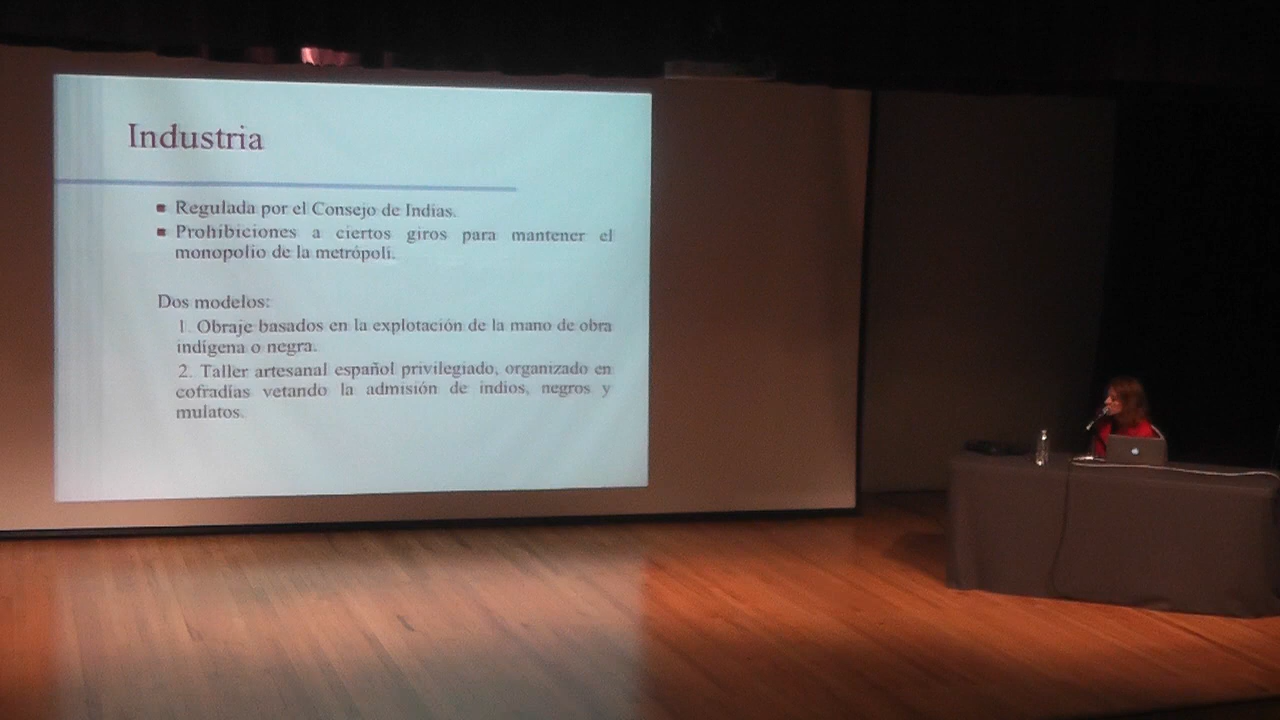 Industria
Regulada por el Consejo de Indias.
Prohibiciones a ciertos giros para mantener el
monopolio de la metrópoli.
Dos modelos:
1. Obraje basados en la explotación de la mano de obra
indígena o negra.
2. Taller artesanal español privilegiado, organizado en
cofradías vetando la admisión de indios, negros y
mulatos.